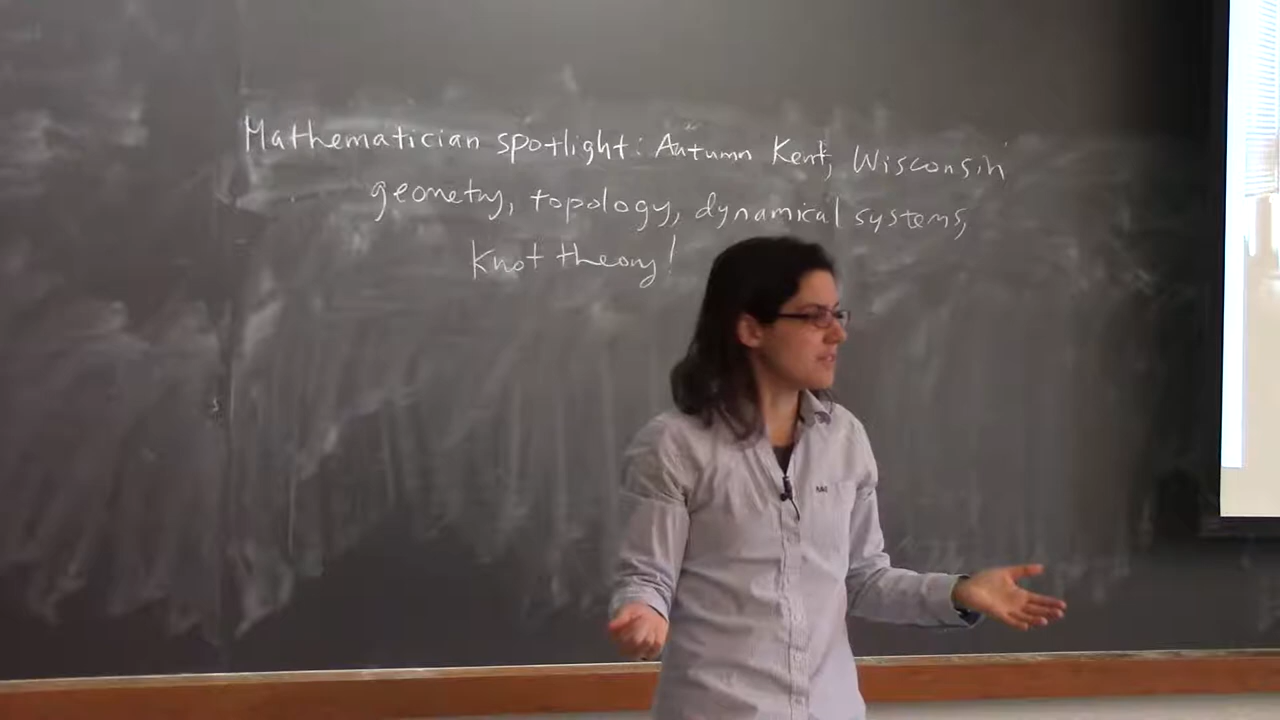 Mathematician spotlight: Autumn Kent, Wisconsin
geometry, topology, dynamical systems,
knot theory!